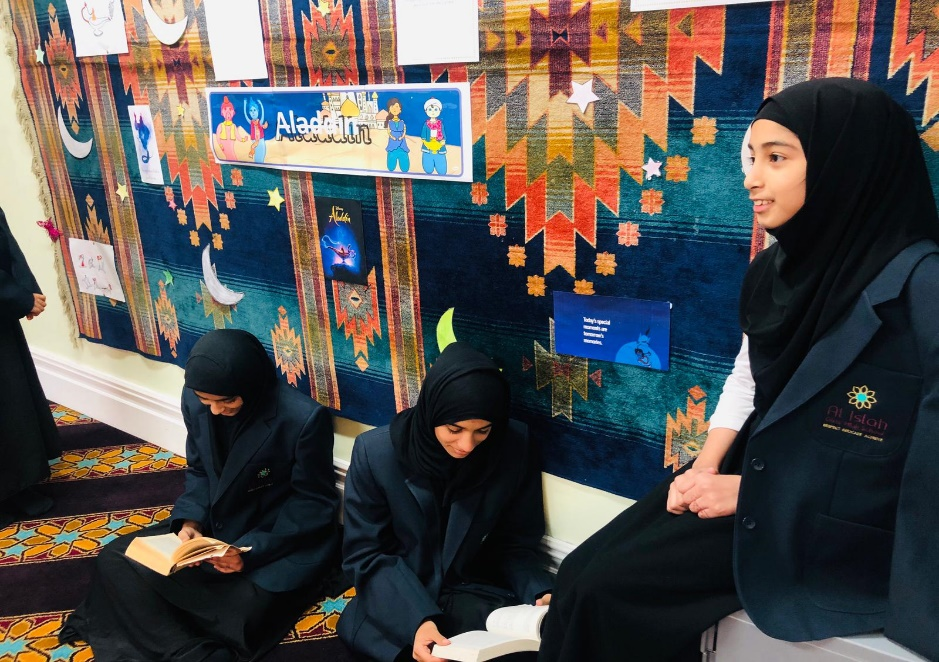 Aladdin
Aladdin
Today's special
moments are
tomorrow's
memories.
Al Islah